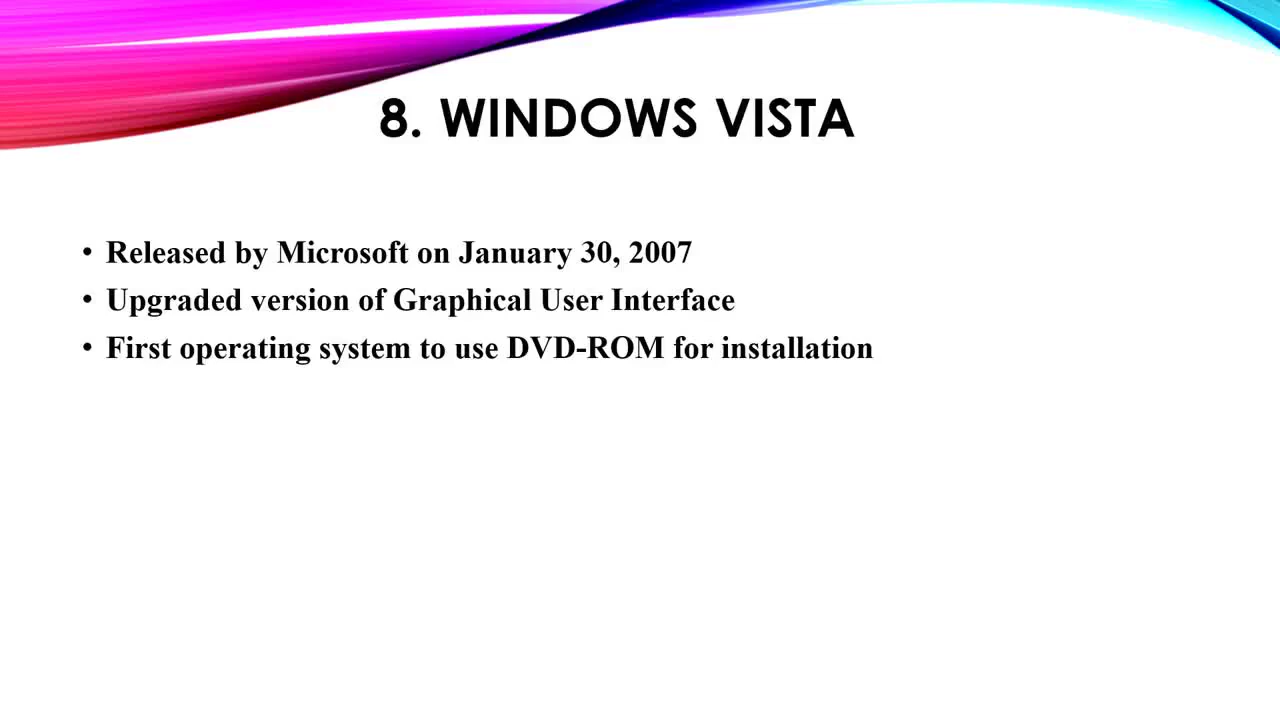 8. WINDOWS VISTA
• Released by Microsoft on January 30, 2007
• Upgraded version of Graphical User Interface
• First operating system to use DVD-ROM for installation